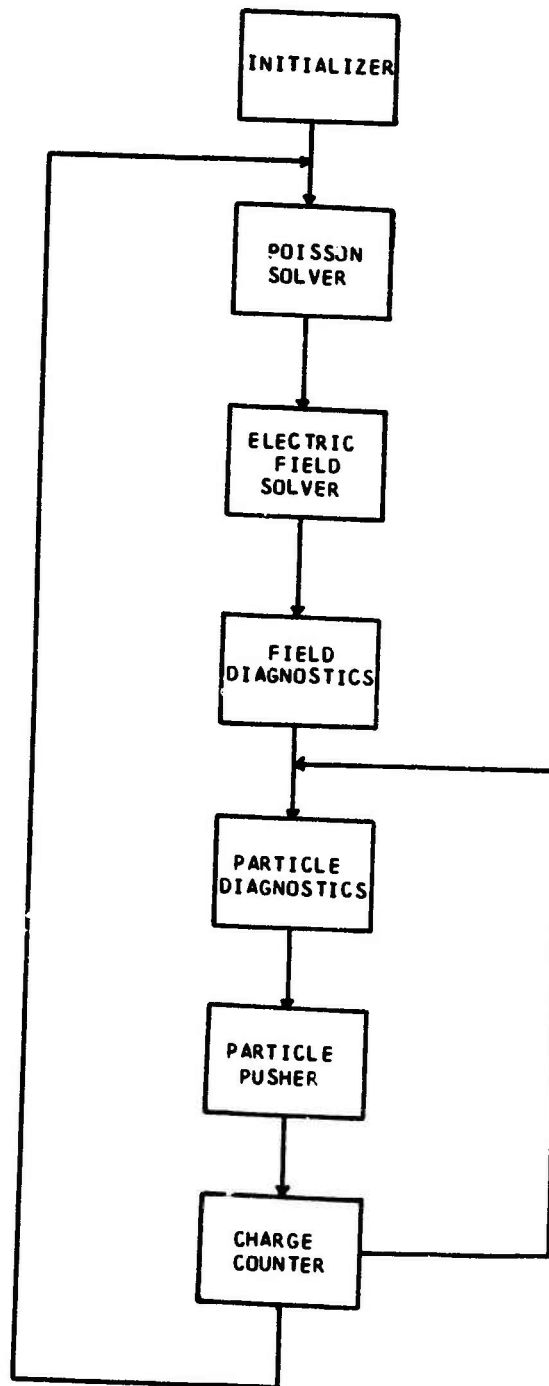 INITIALIZER
POISSON
SOLVER
ELECTRIC
FIELD
SOLVER
FIELD
DIAGNOSTICS
PARTICLE
DIAGNOSTICS
PARTICLE
PUSHER
CHARGE
COUNTER